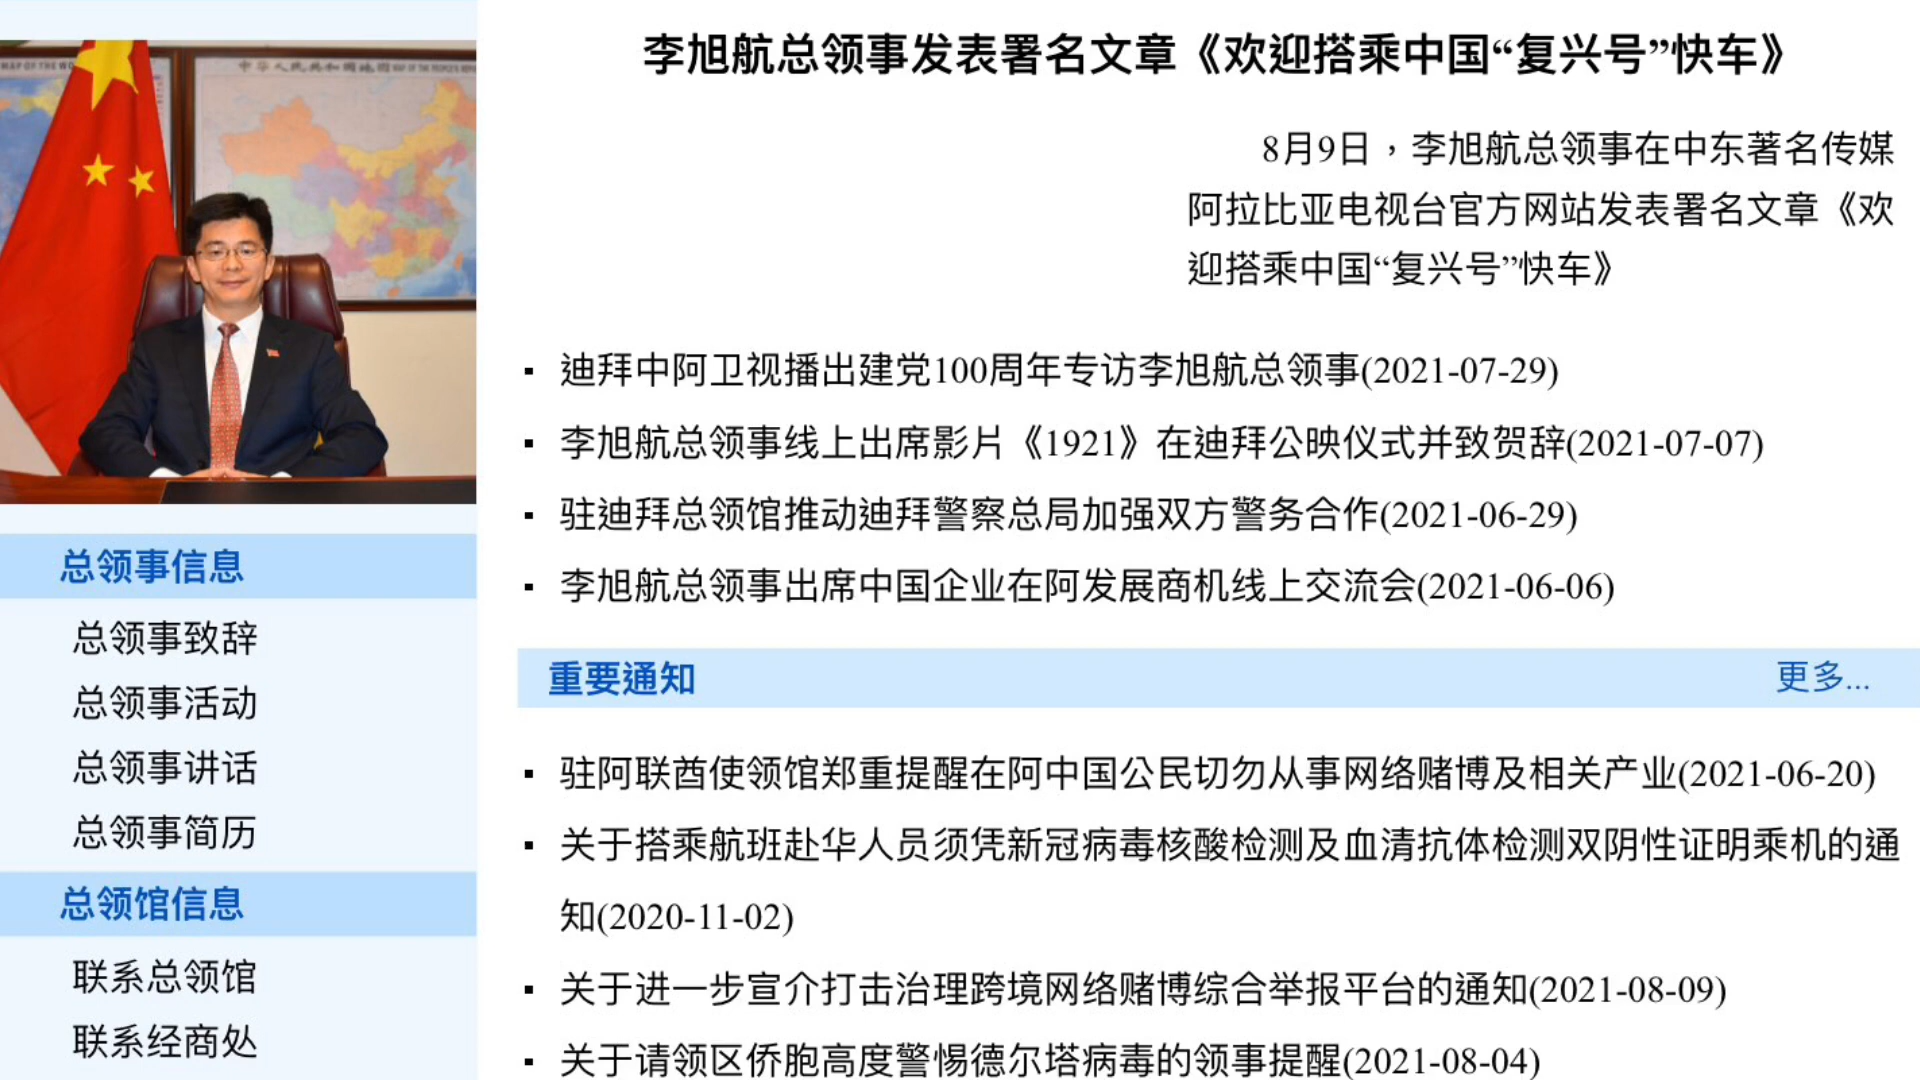 李旭航总领事发表署名文章《欢迎搭乘中国“复兴号”快车》
8月9日，李旭航总领事在中东著名传媒
阿拉比亚电视台官方网站发表署名文章《欢
迎搭乘中国“复兴号”快车》
迪拜中阿卫视播出建党100周年专访李旭航总领事(2021-07-29)
李旭航总领事线上出席影片《1921》在迪拜公映仪式并致贺辞(2021-07-07)
驻迪拜总领馆推动迪拜警察总局加强双方警务合作(2021-06-29)
李旭航总领事出席中国企业在阿发展商机线上交流会(2021-06-06)
重要通知
更多...
驻阿联酋使领馆郑重提醒在阿中国公民切勿从事网络赌博及相关产业(2021-06-20)
关于搭乘航班赴华人员须凭新冠病毒核酸检测及血清抗体检测双阴性证明乘机的通
知(2020-11-02)
关于进一步宣介打击治理跨境网络赌博综合举报平台的通知(2021-08-09)
关于请领区侨胞高度警惕德尔塔病毒的领事提醒(2021-08-04)
MAP OF THE WO
中华人民共和国地图
总领事信息
总领事致辞
总领事活动
总领事讲话
总领事简历
总领馆信息
联系总领馆
联系经商处